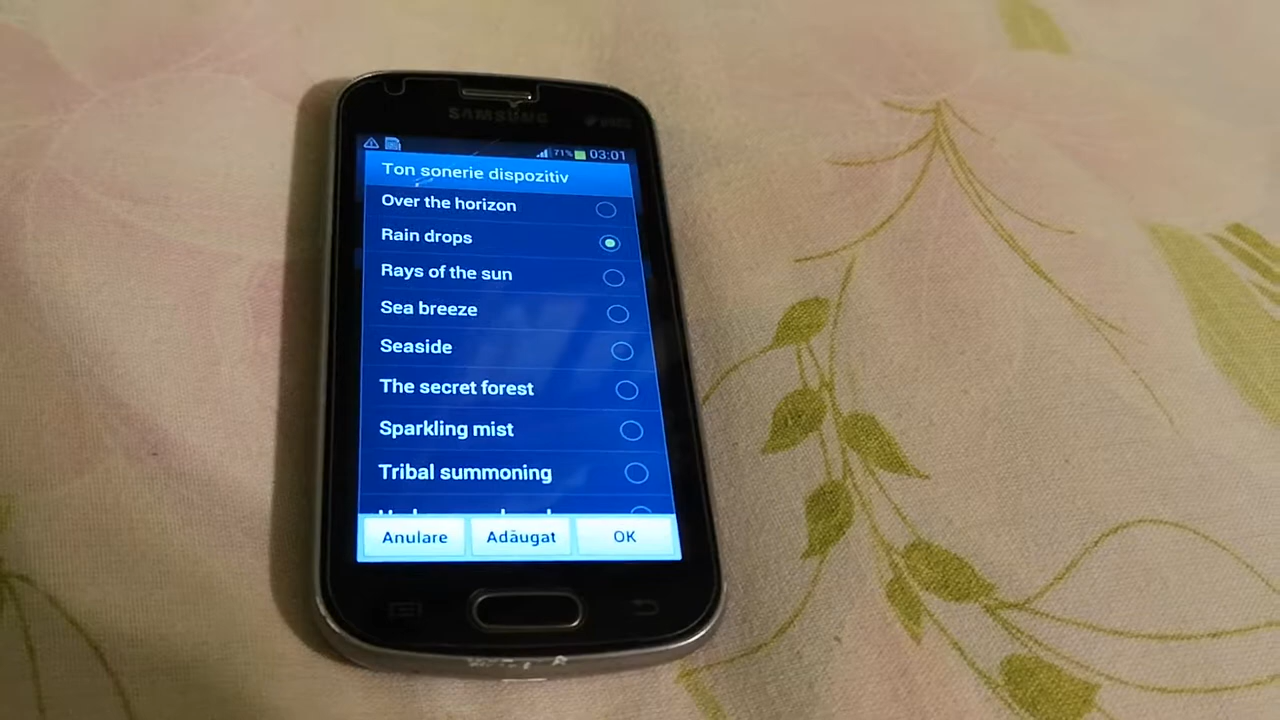 SAMSUNG
71% 03:01
Ton sonerie dispozitiv
Over the horizon
Rain drops
Rays of the sun
Sea breeze
Seaside
The secret forest
Sparkling mist
Tribal summoning
Anulare Adăugat OK